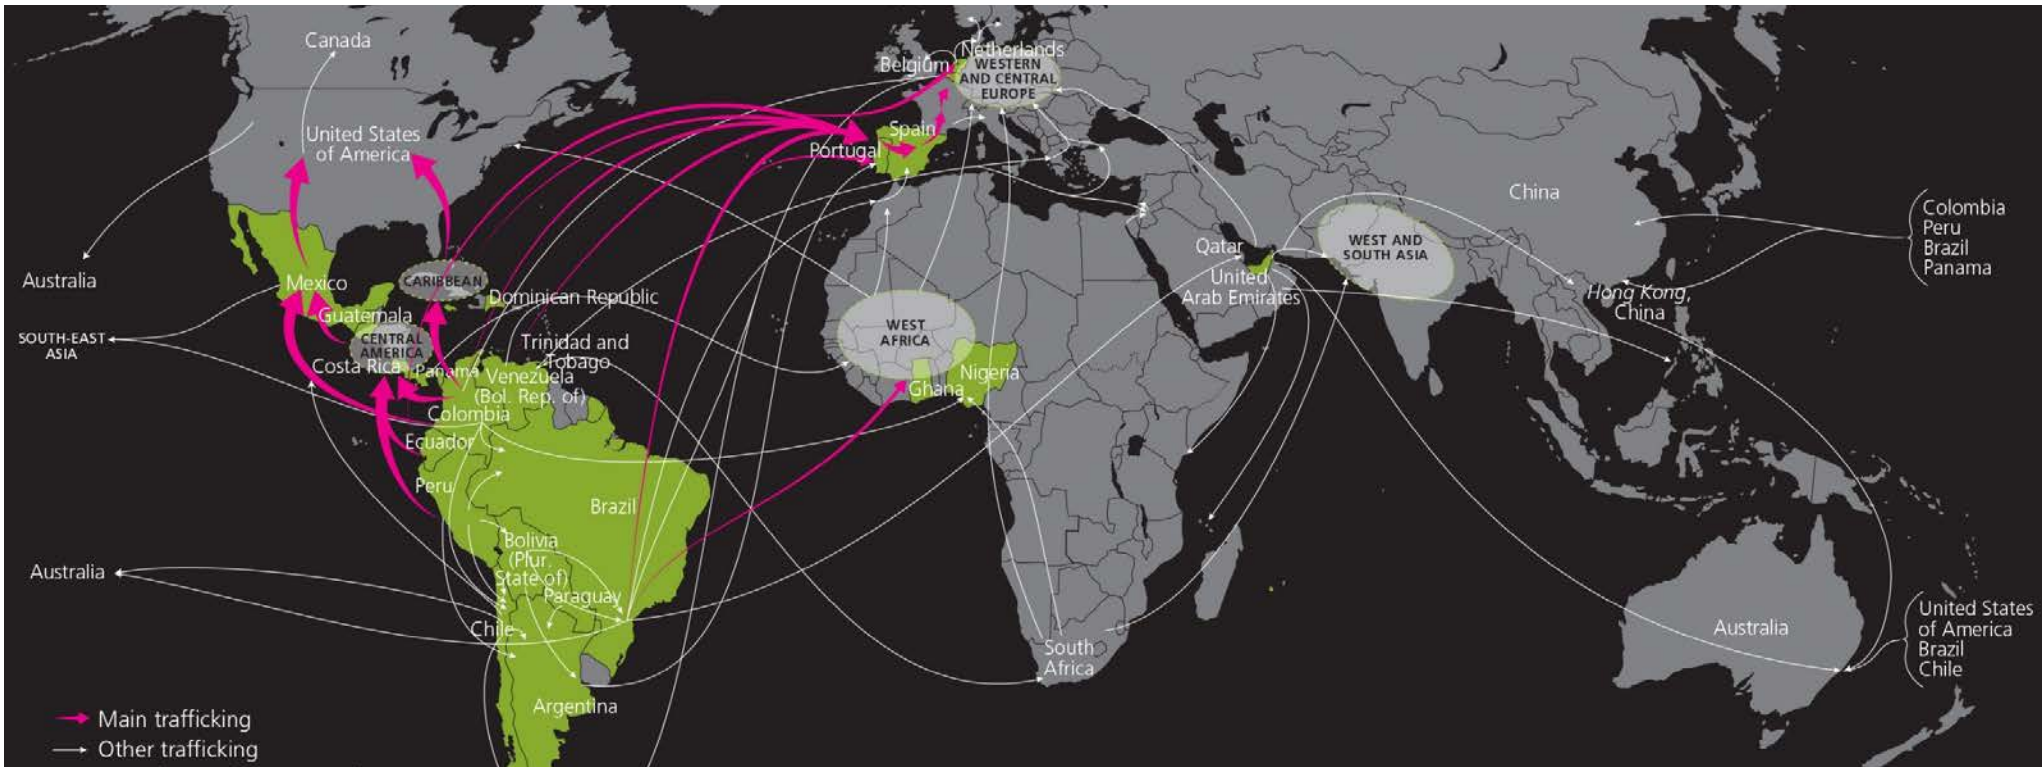 Canada
United States
of America
Australia
Mexico
Guatemala
CARIBBEAN
Dominican Republic
SOUTH-EAST
ASIA
CENTRAL
AMERICA
Costa Rica
Panama
Trinidad and
Tobago
Venezuela
(Bol. Rep. of)
Colombia
Ecuador
Peru
Brazil
Bolivia
(Plur.
State of)
Paraguay
Australia
Chile
Argentina
Netherlands
Belgium
WESTERN
AND CENTRAL
EUROPE
Spain
Portugal
WEST
AFRICA
Nigeria
Ghana
South
Africa
Qatar
United
Arab Emirates
WEST AND
SOUTH ASIA
China
Hong Kong,
China
Colombia
Peru
Brazil
Panama
Australia
United States
of America
Brazil
Chile
Main trafficking
Other trafficking